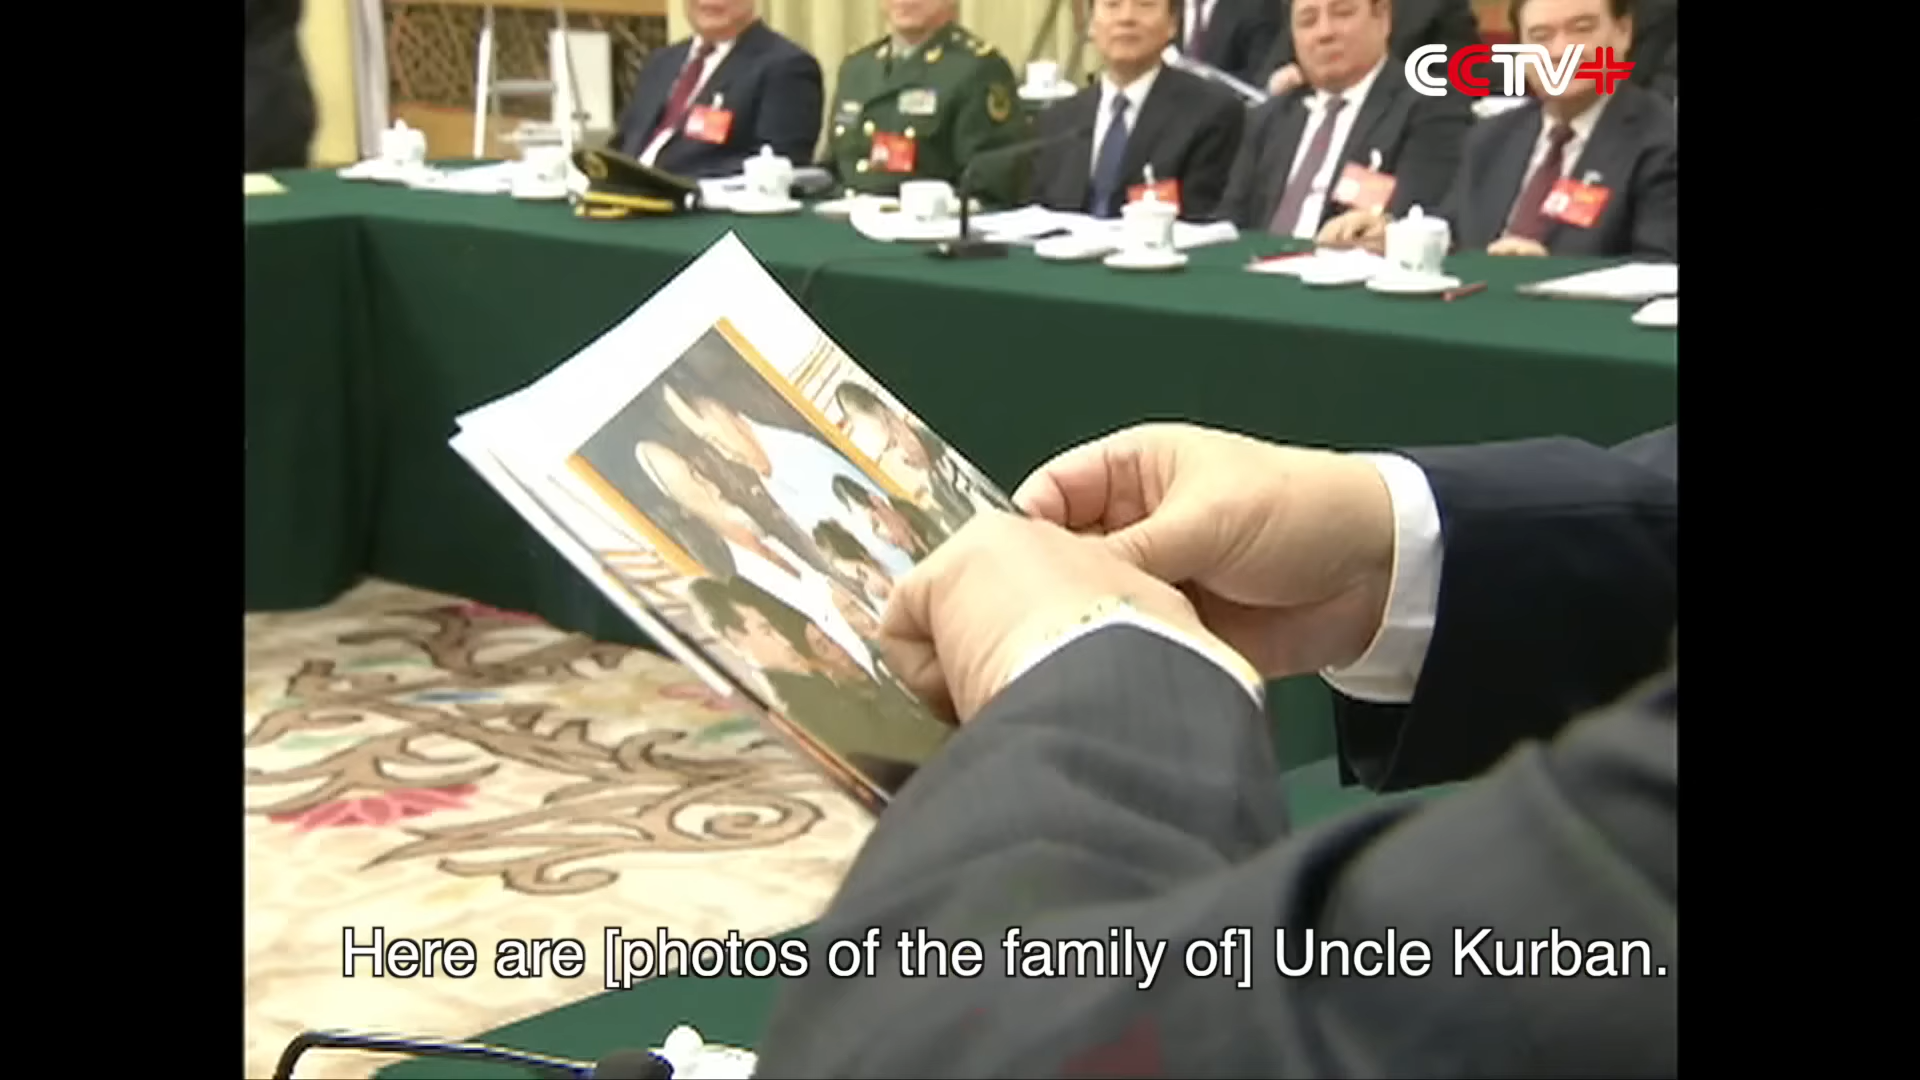 CCTV+
Here are [photos of the family of] Uncle Kurban.